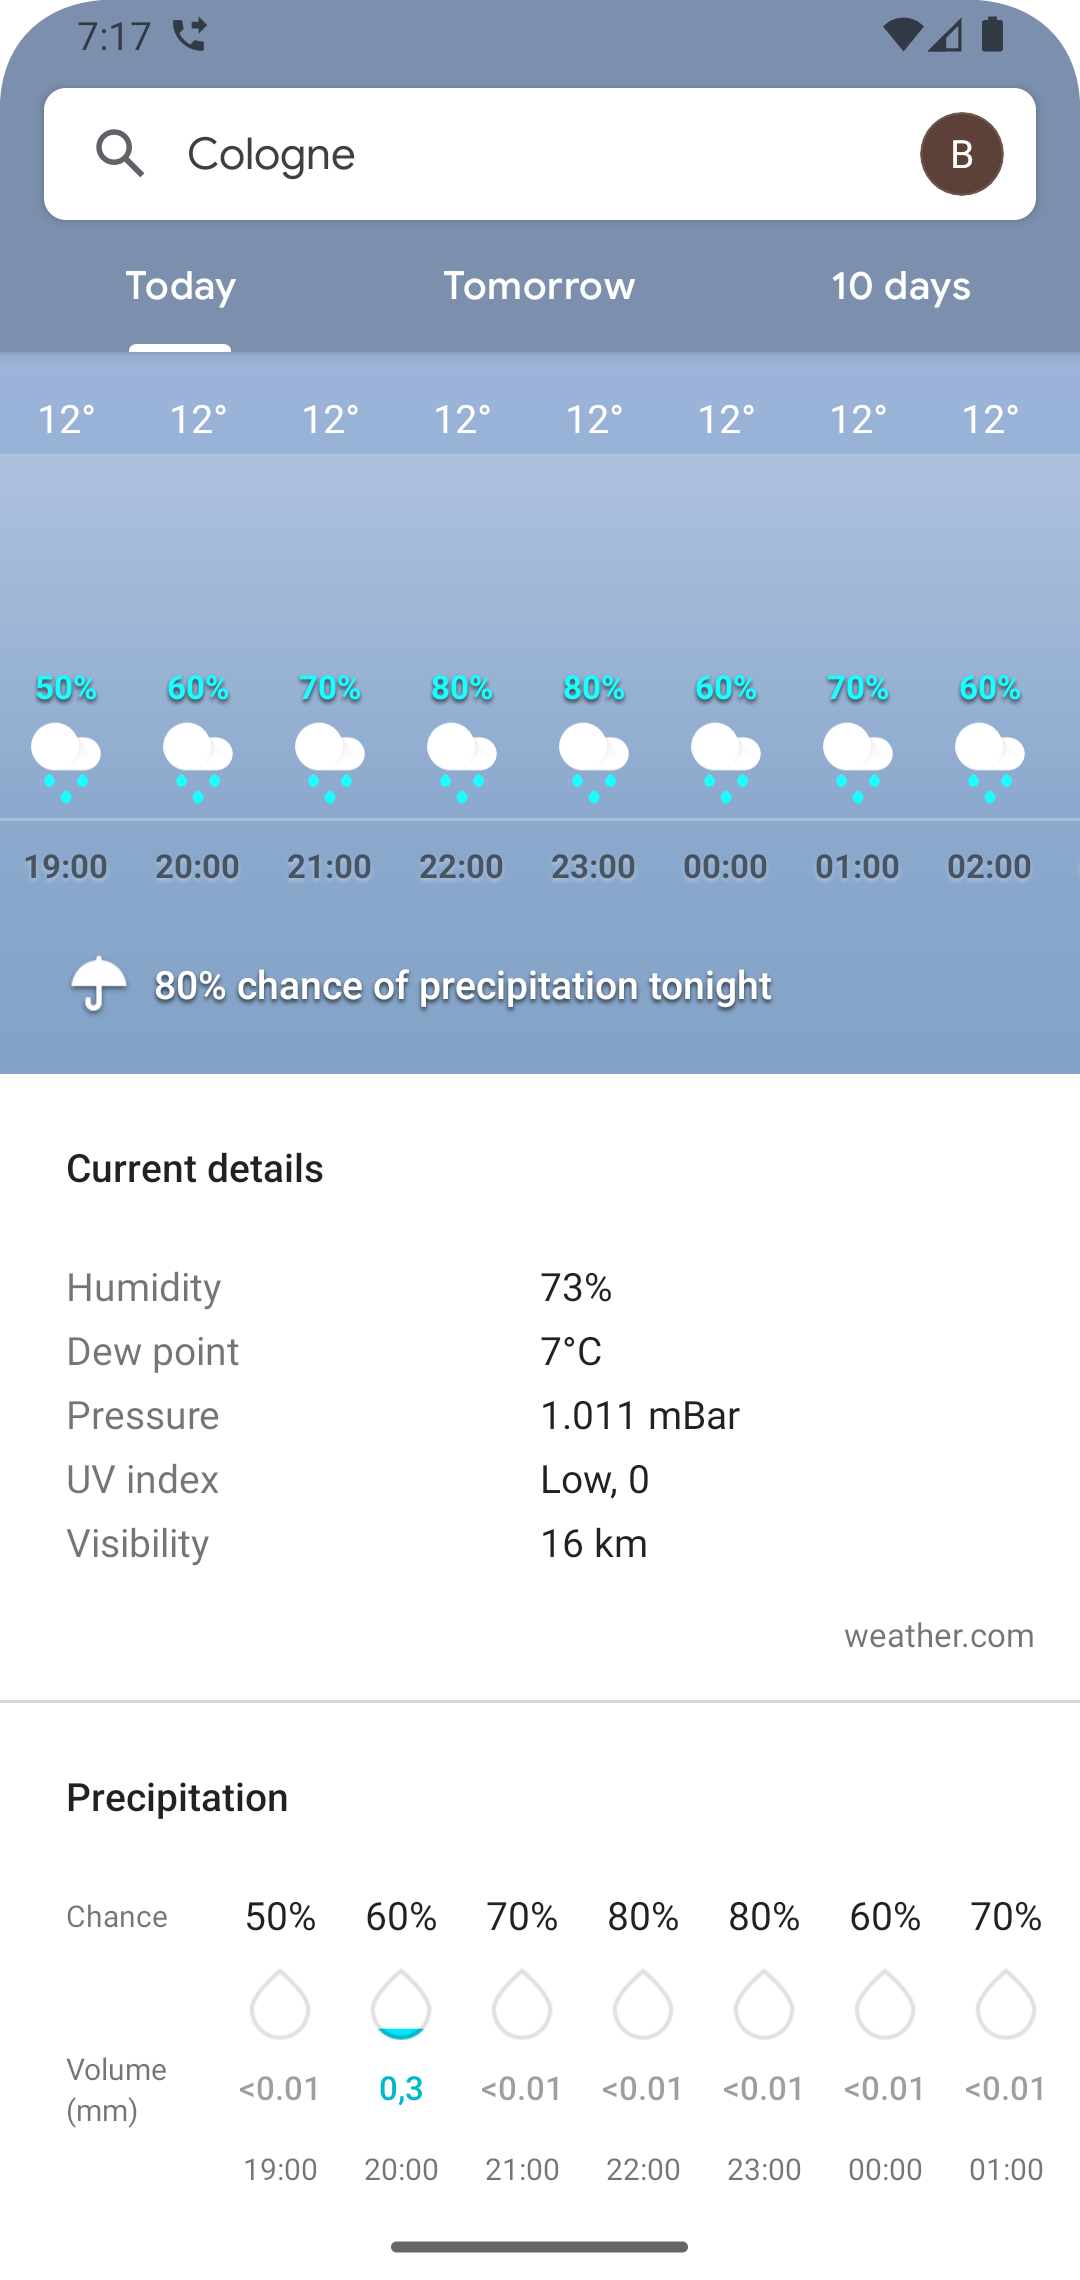 7:17
Cologne
B
Today Tomorrow 10 days
12° 12° 12° 12° 12° 12° 12° 12°
50% 60% 70% 80% 80% 60% 70% 60%
19:00 20:00 21:00 22:00 23:00 00:00 01:00 02:00
80% chance of precipitation tonight
Current details
Humidity 73%
Dew point 7°C
Pressure 1.011 mBar
UV index Low, 0
Visibility 16 km
weather.com
Precipitation
Chance 50% 60% 70% 80% 80% 60% 70%
Volume
(mm)
<0.01 0,3 <0.01 <0.01 <0.01 <0.01 <0.01
19:00 20:00 21:00 22:00 23:00 00:00 01:00